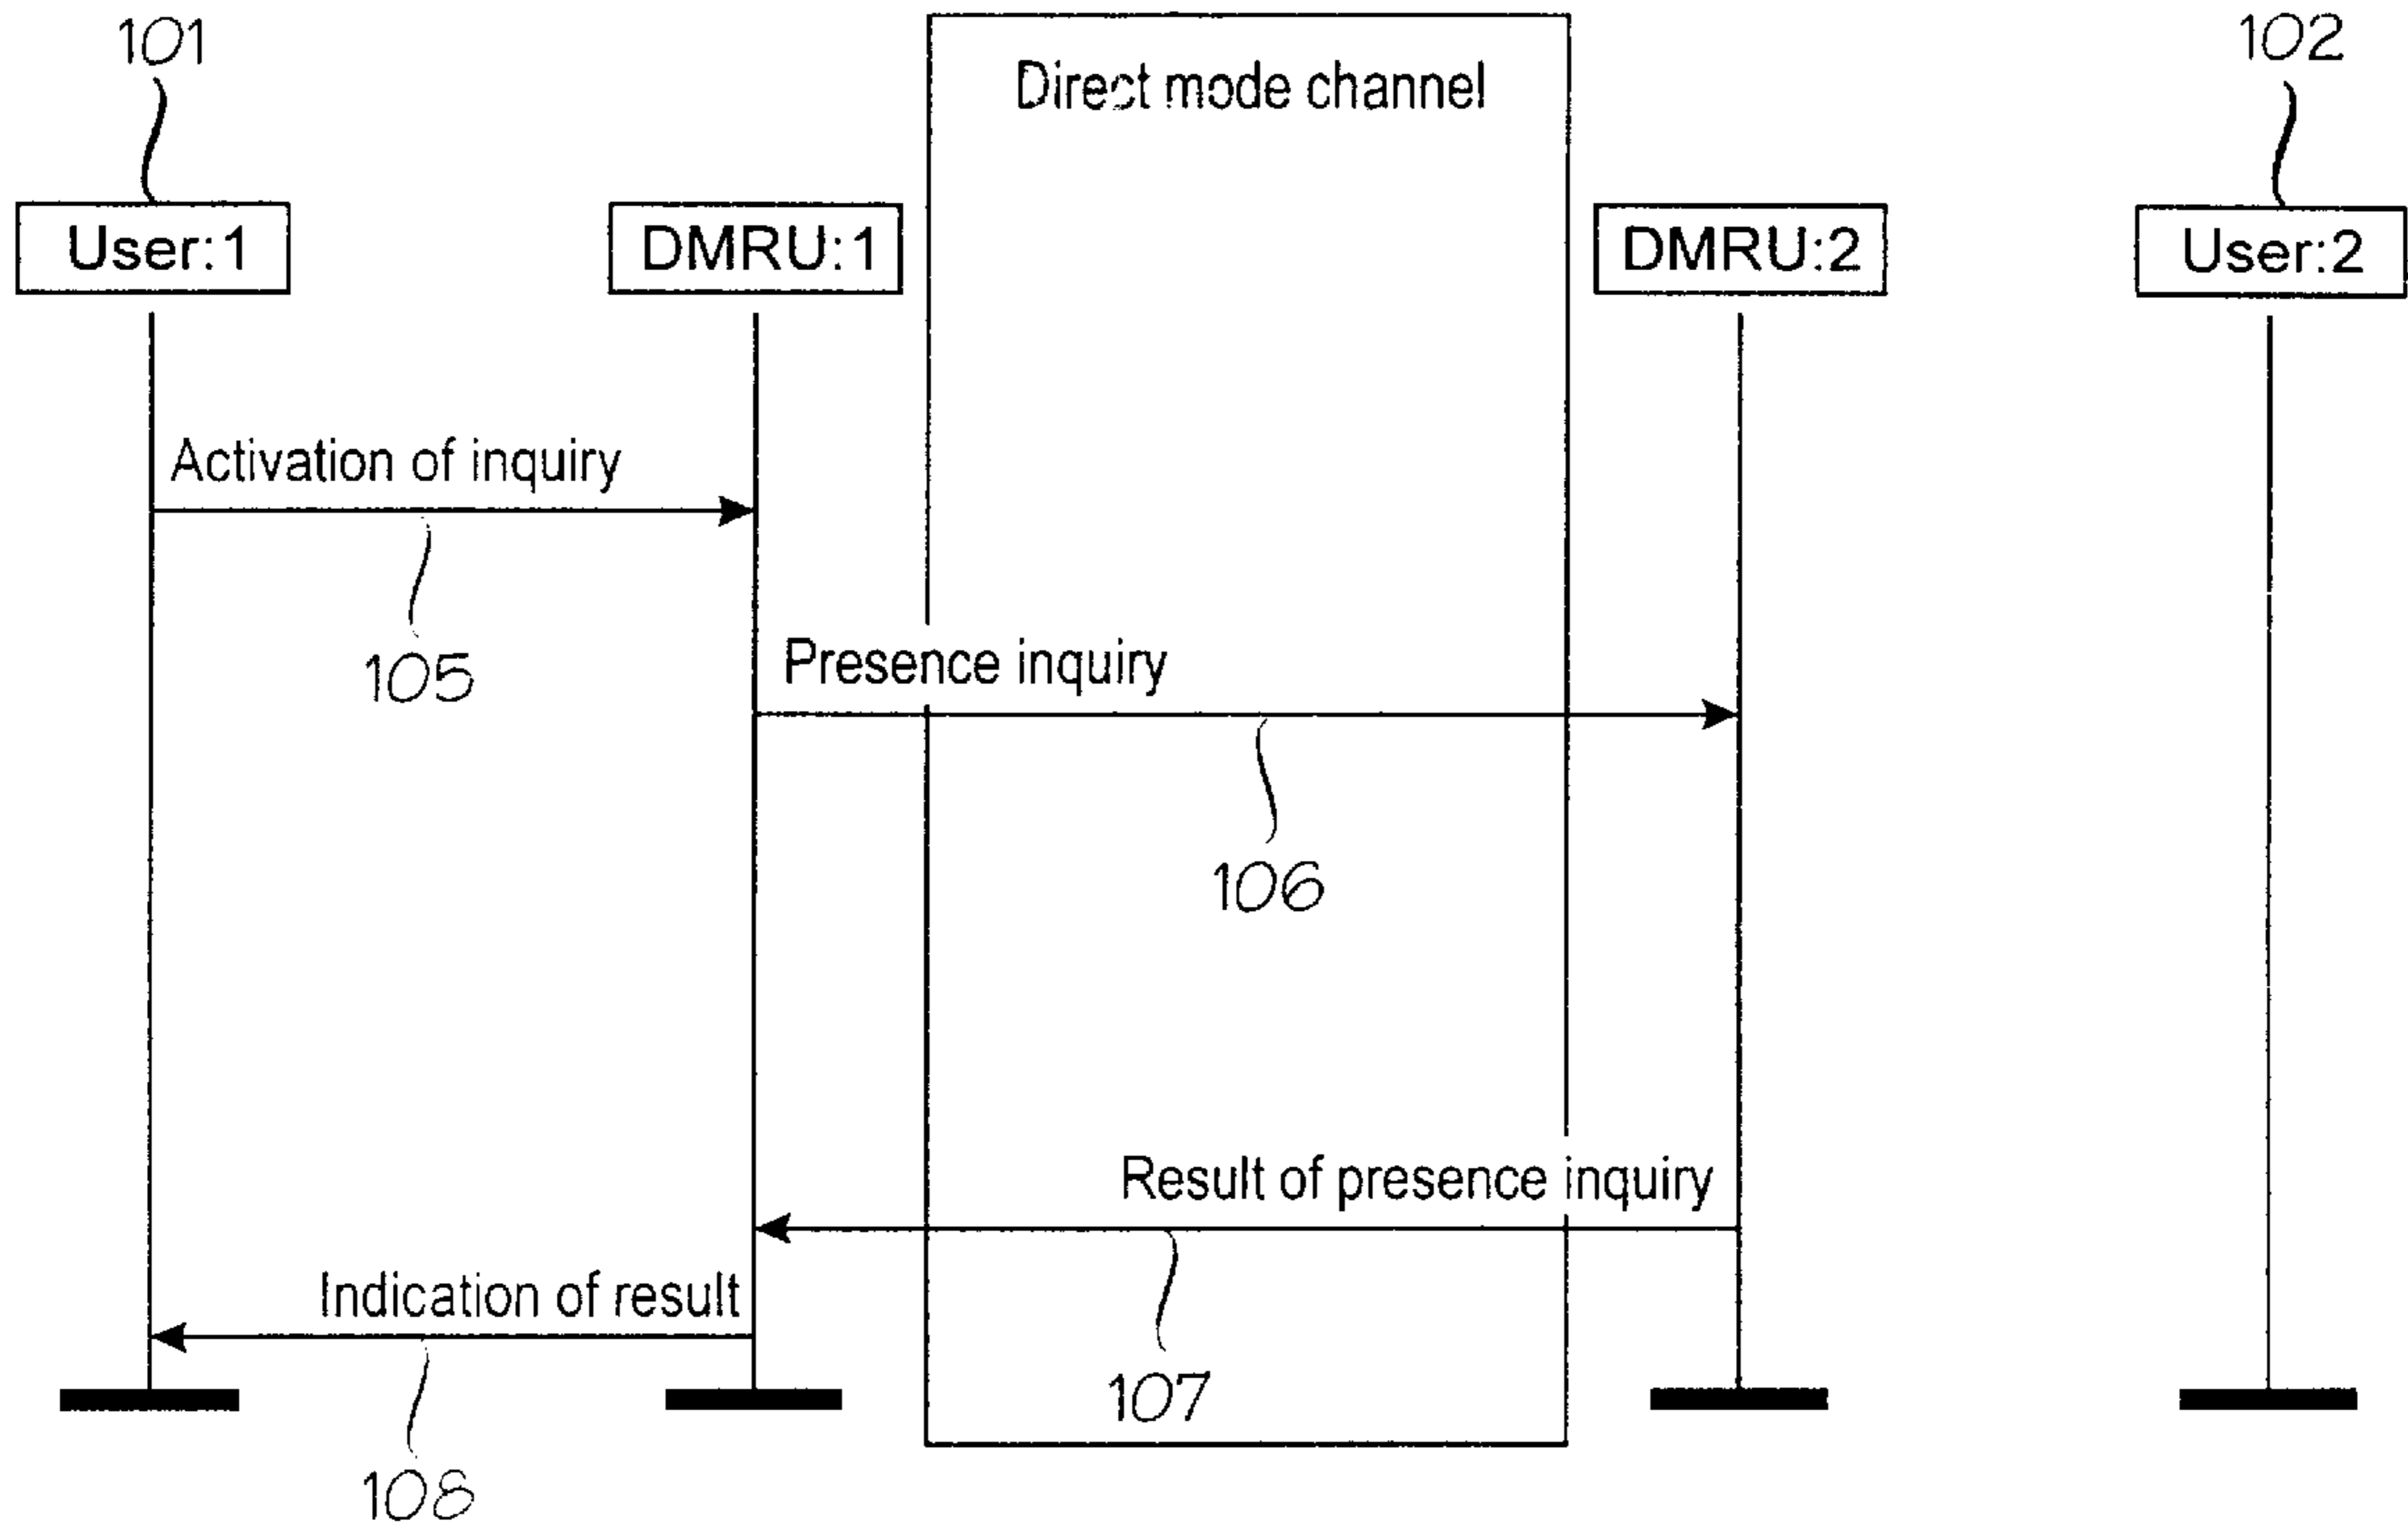 101
102
Direct mode channel
User:1
DMRU:1
DMRU:2
User:2
Activation of inquiry
105
Presence inquiry
106
Result of presence inquiry
107
Indication of result
108